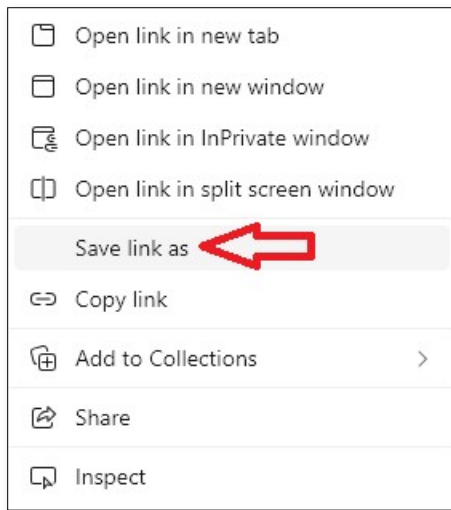 Open link in new tab
Open link in new window
Open link in InPrivate window
Open link in split screen window
Save link as
Copy link
Add to Collections
Share
Inspect